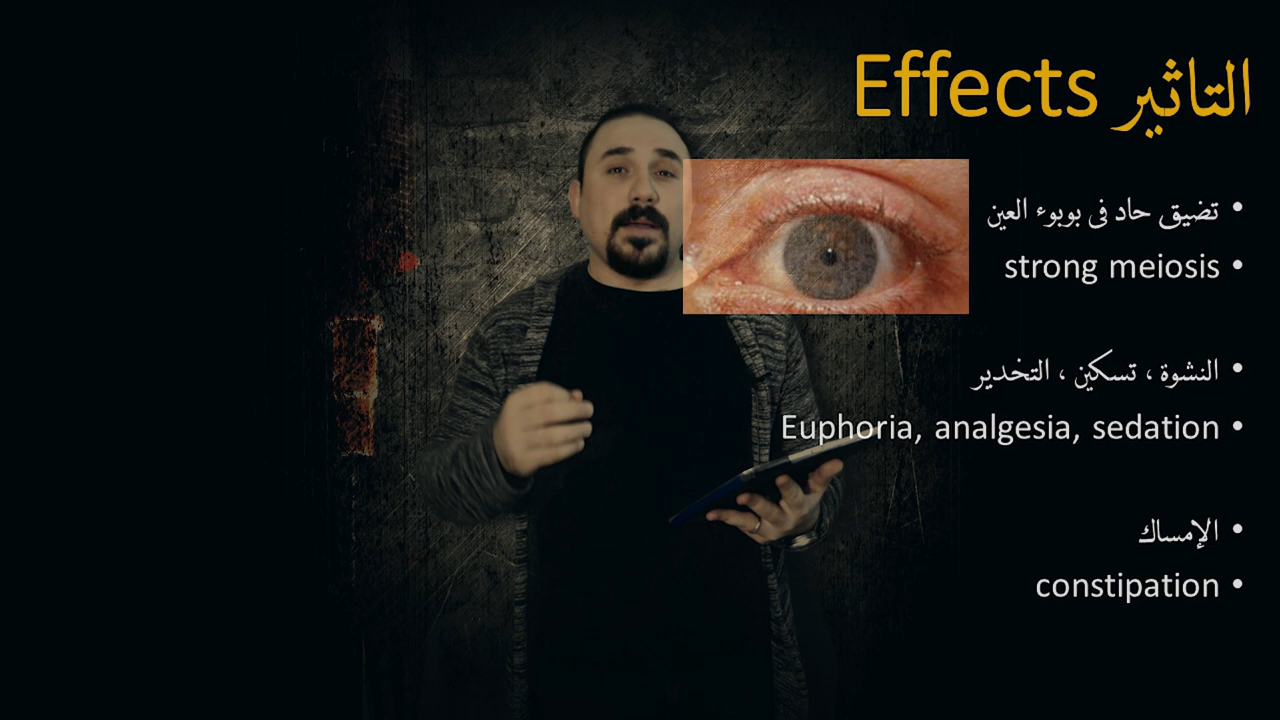 التاثير Effects
تضيق حاد فى بوبوء العين
strong meiosis
النشوة ، تسكين ، التخدير
Euphoria, analgesia, sedation
الإمساك
constipation